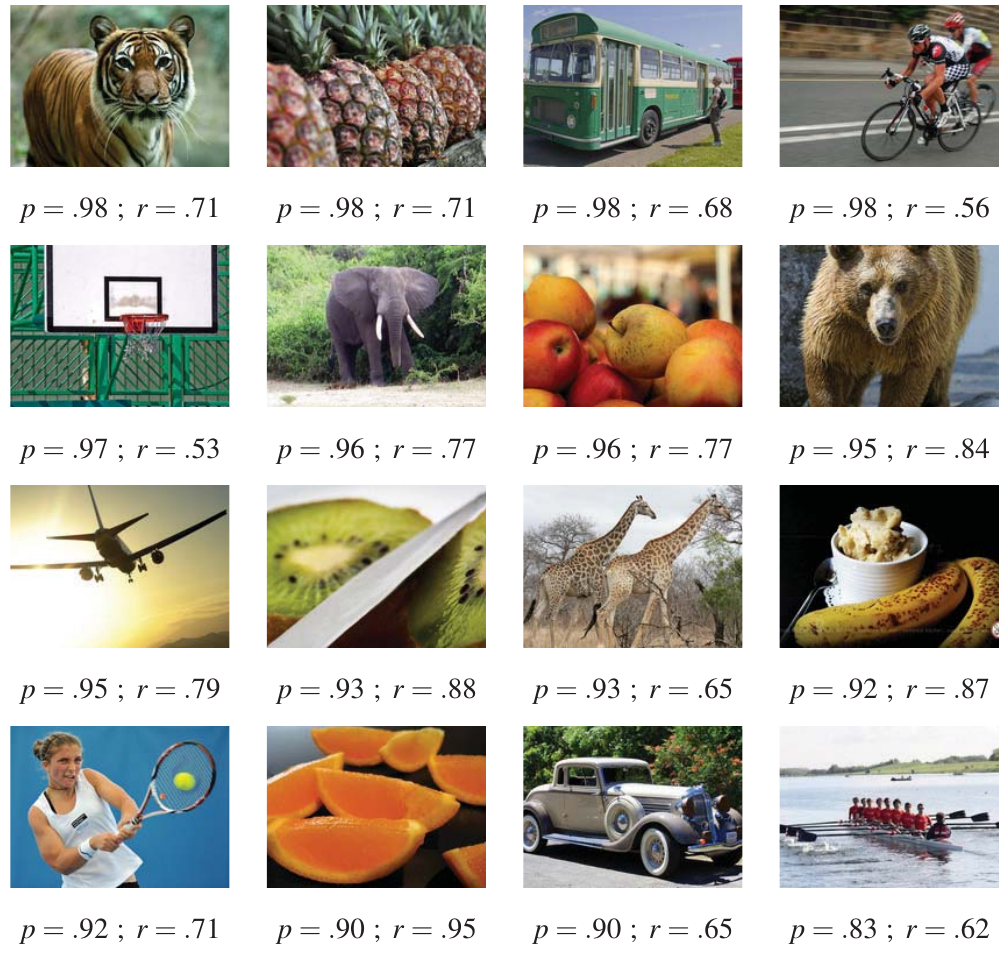 p = .98 ; r = .71
p = .98 ; r = .71
p = .98 ; r = .68
p = .98 ; r = .56
p = .97 ; r = .53
p = .96 ; r = .77
p = .96 ; r = .77
p = .95 ; r = .84
p = .95 ; r = .79
p = .93 ; r = .88
p = .93 ; r = .65
p = .92 ; r = .87
p = .92 ; r = .71
p = .90 ; r = .95
p = .90 ; r = .65
p = .83 ; r = .62